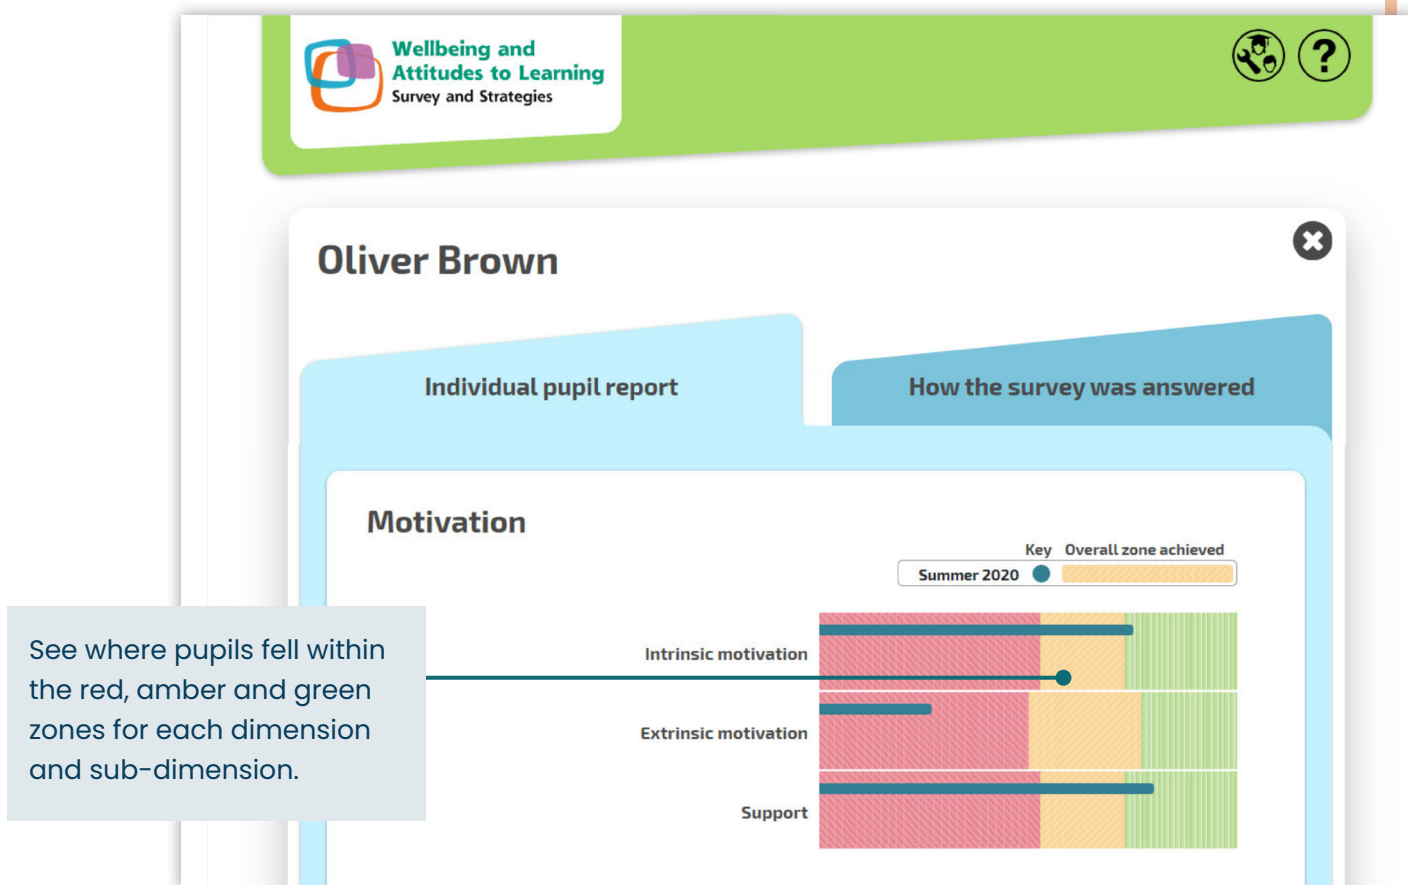 Wellbeing and
Attitudes to Learning
Survey and Strategies
?
Oliver Brown
Individual pupil report
How the survey was answered
Motivation
Key Overall zone achieved
Summer 2020
Intrinsic motivation
Extrinsic motivation
Support
See where pupils fell within
the red, amber and green
zones for each dimension
and sub-dimension.